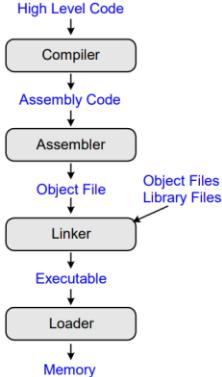 High Level Code
Compiler
Assembly Code
Assembler
Object File
Object Files
Library Files
Linker
Executable
Loader
Memory